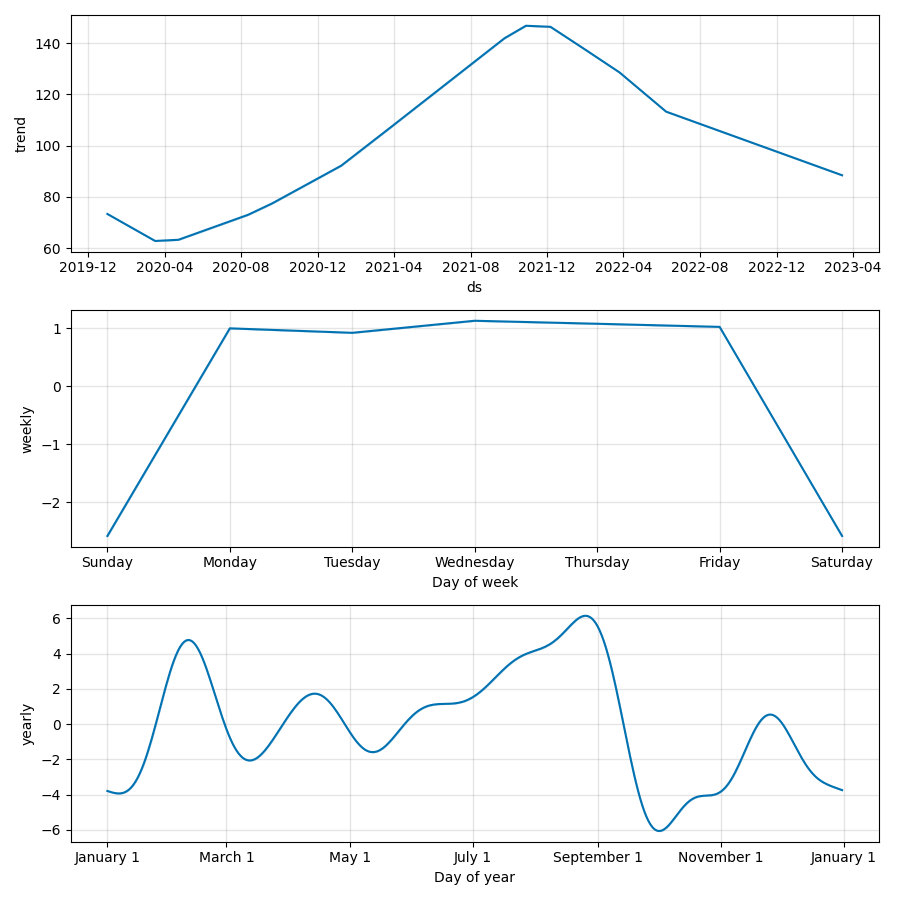 trend
140
120
100
80
60
2019-12 2020-04 2020-08 2020-12 2021-04 2021-08 2021-12 2022-04 2022-08 2022-12 2023-04
ds
weekly
1
0
−1
−2
Sunday Monday Tuesday Wednesday Thursday Friday Saturday
Day of week
yearly
6
4
2
0
−2
−4
−6
January 1 March 1 May 1 July 1 September 1 November 1 January 1
Day of year